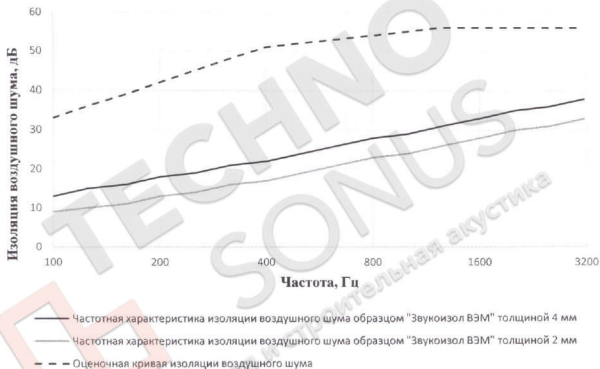 60
50
40
30
20
10
0
Изоляция воздушного шума, дБ
100 200 400 800 1600 3200
Частота, Гц
TECHNO
SONUS
и строительная акустика
Частотная характеристика изоляции воздушного шума образцом "Звукоизол ВЭМ" толщиной 4 мм
Частотная характеристика изоляции воздушного шума образцом "Звукоизол ВЭМ" толщиной 2 мм
Оценочная кривая изоляции воздушного шума